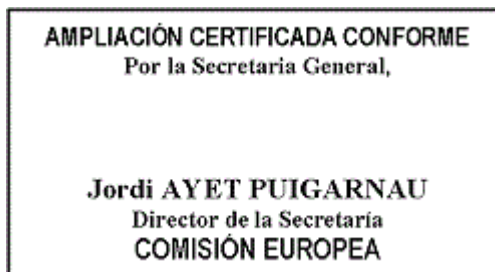 AMPLIACIÓN CERTIFICADA CONFORME
Por la Secretaria General,
Jordi AYET PUIGARNAU
Director de la Secretaría
COMISIÓN EUROPEA